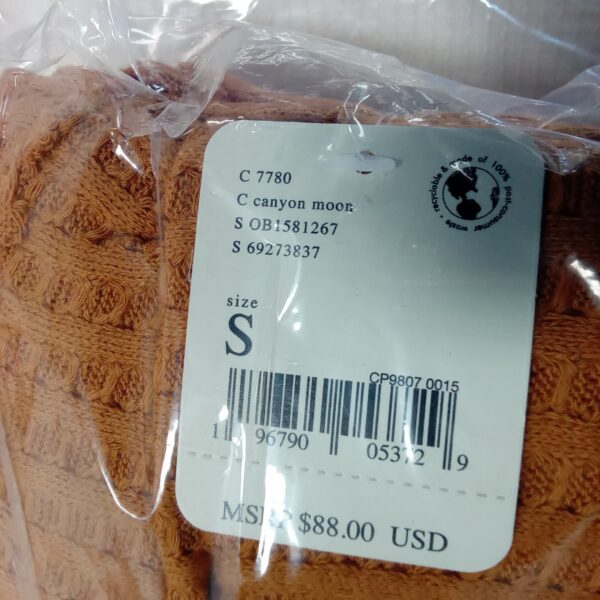 C 7780
C canyon moon
S OB1581267
S 69273837
recyclable & made of 100% post-consumer waste •
size
S
CP9807 0015
1 96790 05372 9
MSRP $88.00 USD